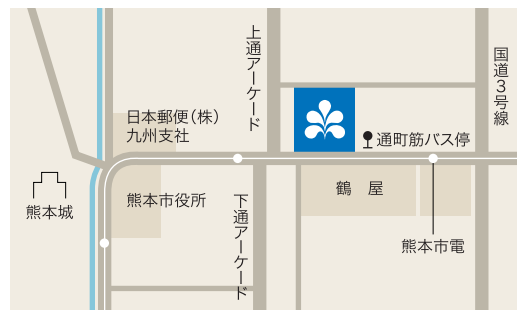 上通アーケード
国道3号線
日本郵便(株)
九州支社
通町筋バス停
熊本城
熊本市役所
下通アーケード
鶴　屋
熊本市電